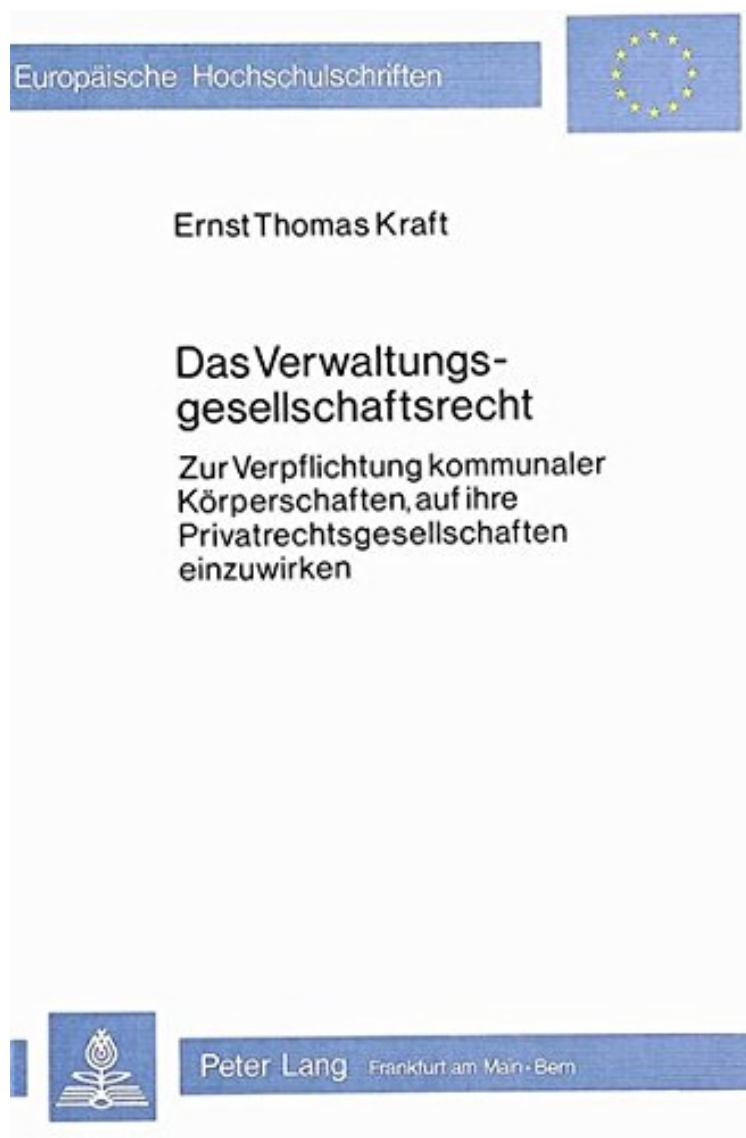 Europäische Hochschulschriften
Ernst Thomas Kraft
Das Verwaltungs-
gesellschaftsrecht
Zur Verpflichtung kommunaler
Körperschaften, auf ihre
Privatrechtsgesellschaften
einzuwirken
Peter Lang Frankfurt am Main · Bern